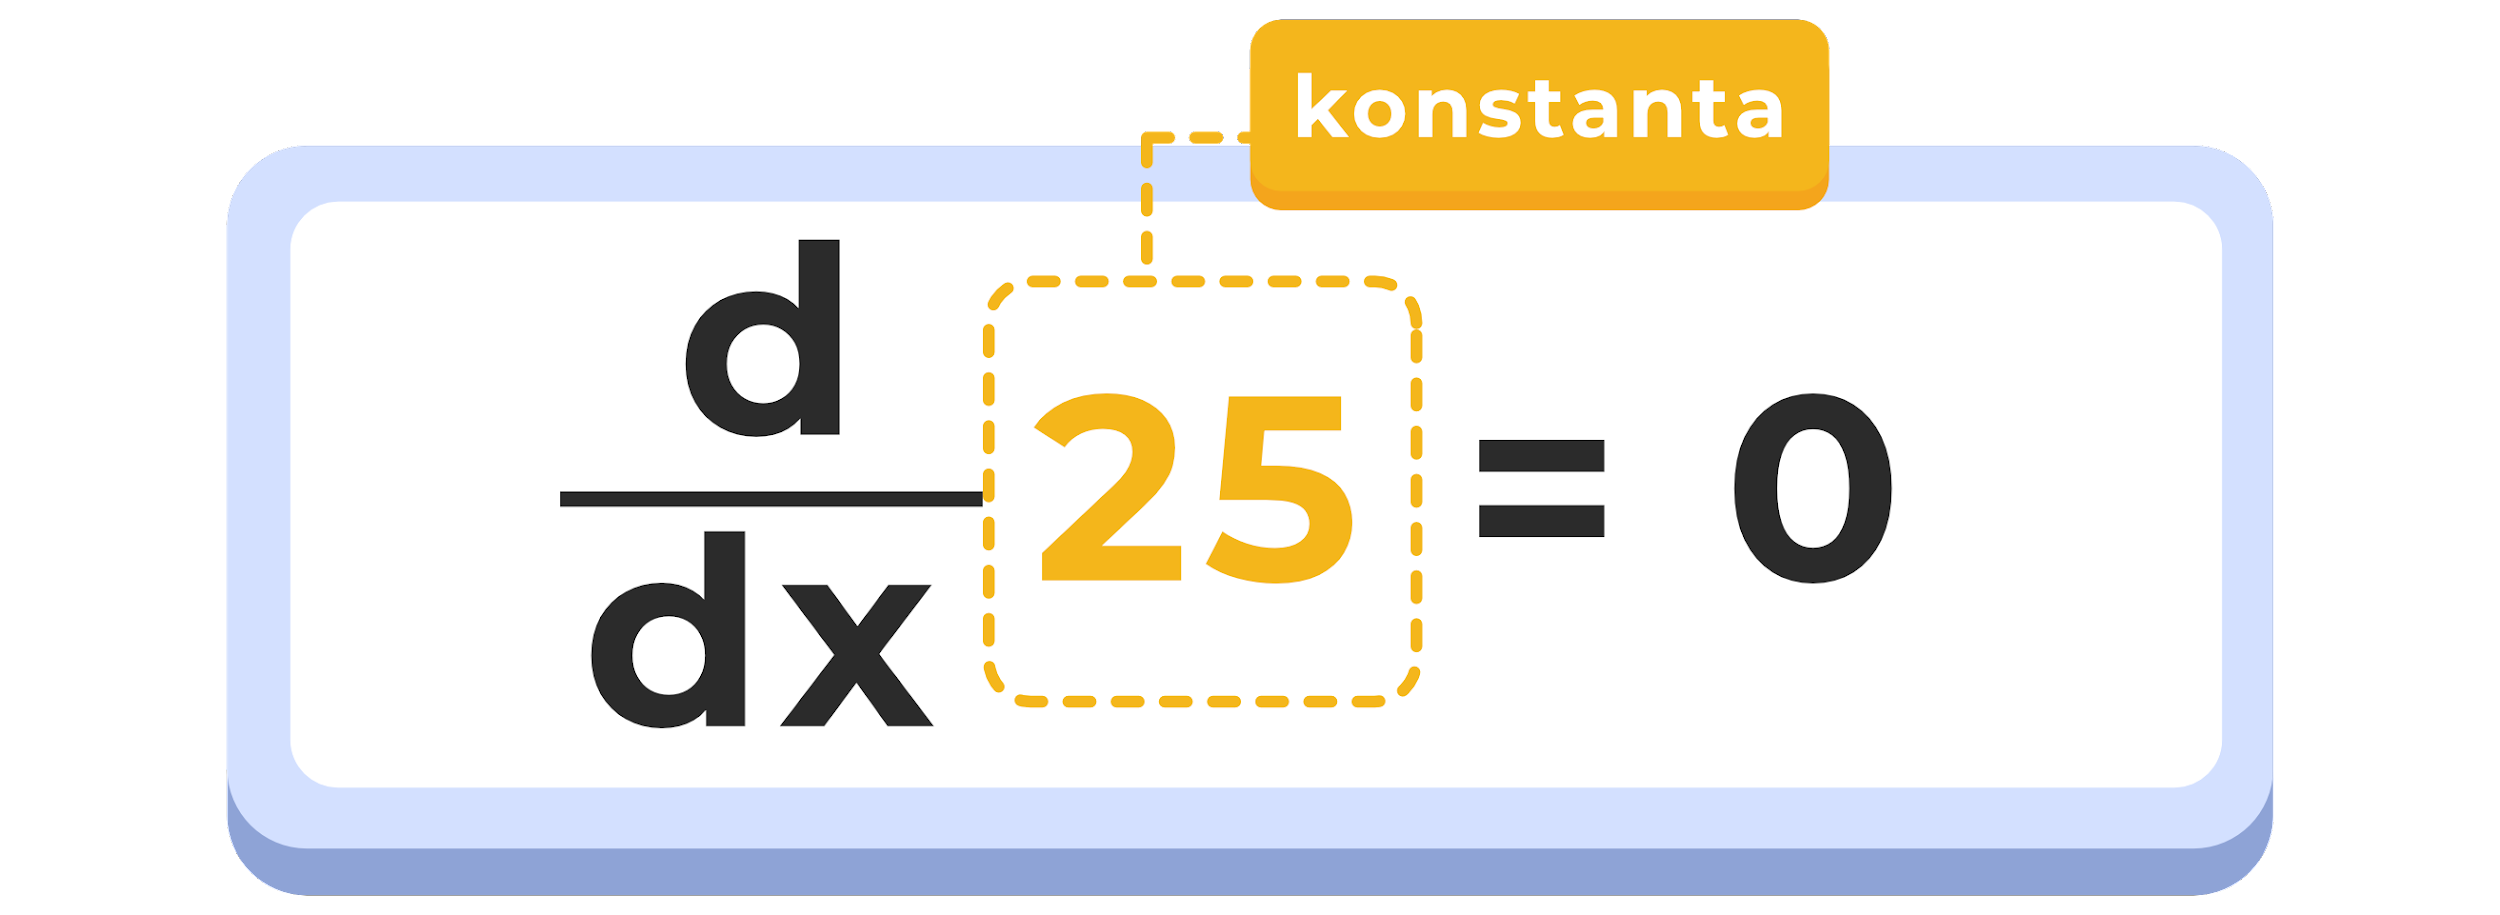 konstanta
d
dx
25 = 0